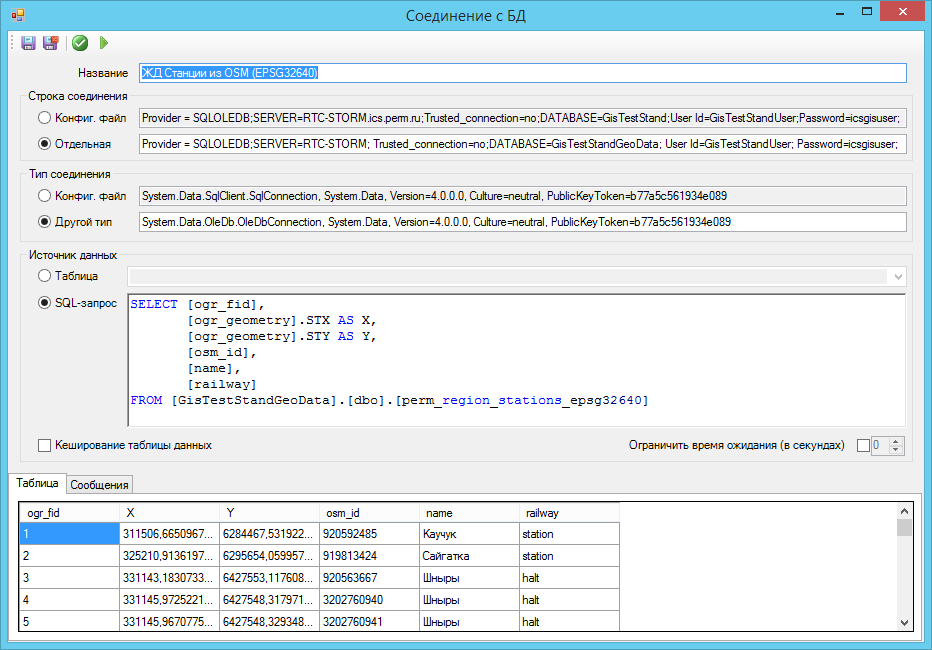 Соединение с БД
Название ЖД Станции из OSM (EPSG32640)
Строка соединения
Конфиг. файл Provider = SQLOLEDB;SERVER=RTC-STORM.ics.perm.ru;Trusted_connection=no;DATABASE=GisTestStand;User Id=GisTestStandUser;Password=icsgisuser;
Отдельная Provider = SQLOLEDB;SERVER=RTC-STORM; Trusted_connection=no;DATABASE=GisTestStandGeoData; User Id=GisTestStandUser; Password=icsgisuser;
Тип соединения
Конфиг. файл System.Data.SqlClient.SqlConnection, System.Data, Version=4.0.0.0, Culture=neutral, PublicKeyToken=b77a5c561934e089
Другой тип System.Data.OleDb.OleDbConnection, System.Data, Version=4.0.0.0, Culture=neutral, PublicKeyToken=b77a5c561934e089
Источник данных
Таблица
SQL-запрос SELECT [ogr_fid],
[ogr_geometry].STX AS X,
[ogr_geometry].STY AS Y,
[osm_id],
[name],
[railway]
FROM [GisTestStandGeoData].[dbo].[perm_region_stations_epsg32640]
Кеширование таблицы данных Ограничить время ожидания (в секундах) 0
Таблица Сообщения
ogr_fid X Y osm_id name railway
1 311506,6650967... 6284467,531922... 920592485 Каучук station
2 325210,9136197... 6295654,059957... 919813424 Сайгатка station
3 331143,1830733... 6427553,117608... 920563667 Шныры halt
4 331145,9725221... 6427548,317971... 3202760940 Шныры halt
5 331145,9670775... 6427548,329348... 3202760941 Шныры halt